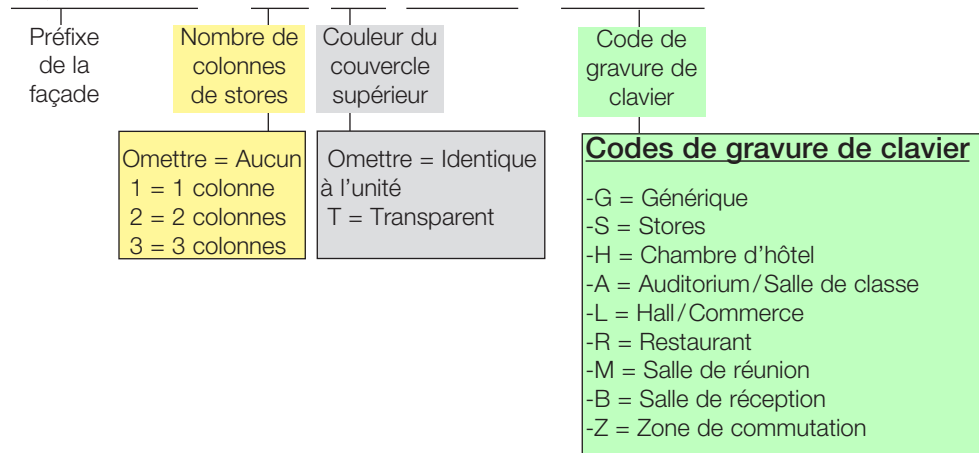 Préfixe
de la
façade
Nombre de
colonnes
de stores
Couleur du
couvercle
supérieur
Code de
gravure de
clavier
Omettre = Aucun
1 = 1 colonne
2 = 2 colonnes
3 = 3 colonnes
Omettre = Identique
à l'unité
T = Transparent
Codes de gravure de clavier
-G = Générique
-S = Stores
-H = Chambre d'hôtel
-A = Auditorium/Salle de classe
-L = Hall/Commerce
-R = Restaurant
-M = Salle de réunion
-B = Salle de réception
-Z = Zone de commutation